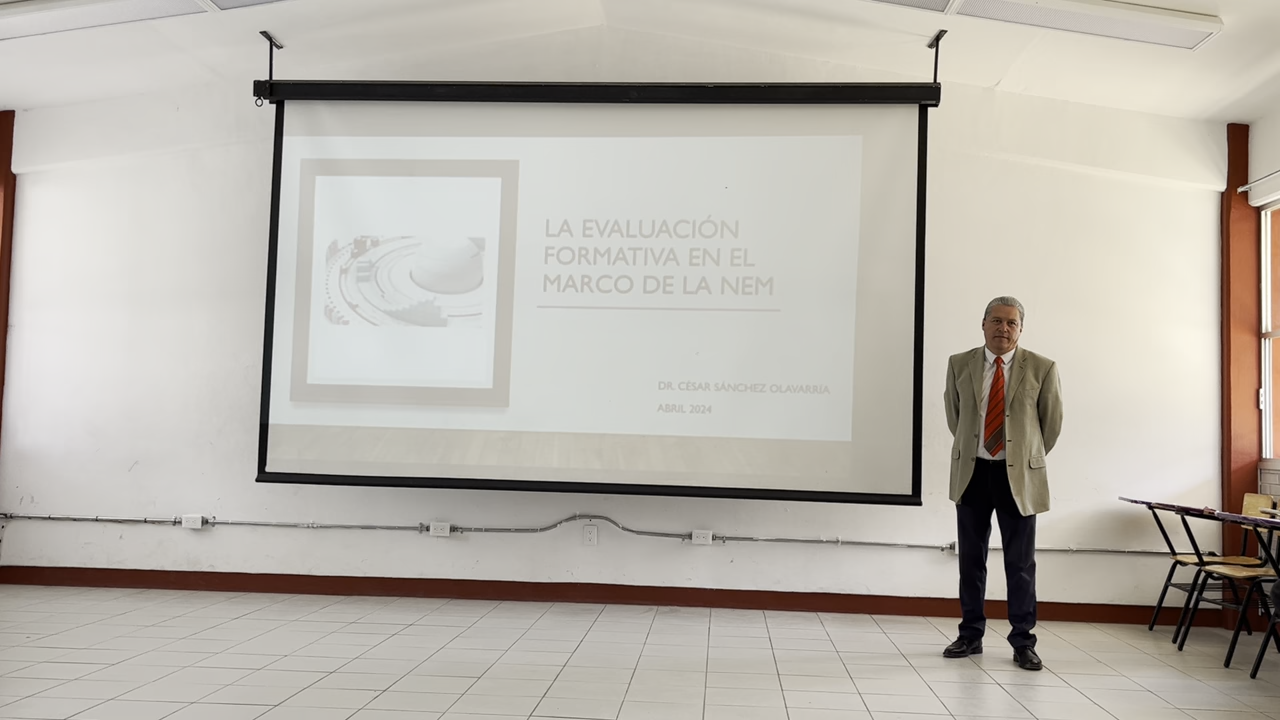 LA EVALUACIÓN
FORMATIVA EN EL
MARCO DE LA NEM
DR. CÉSAR SÁNCHEZ OLAVARRÍA
ABRIL 2024